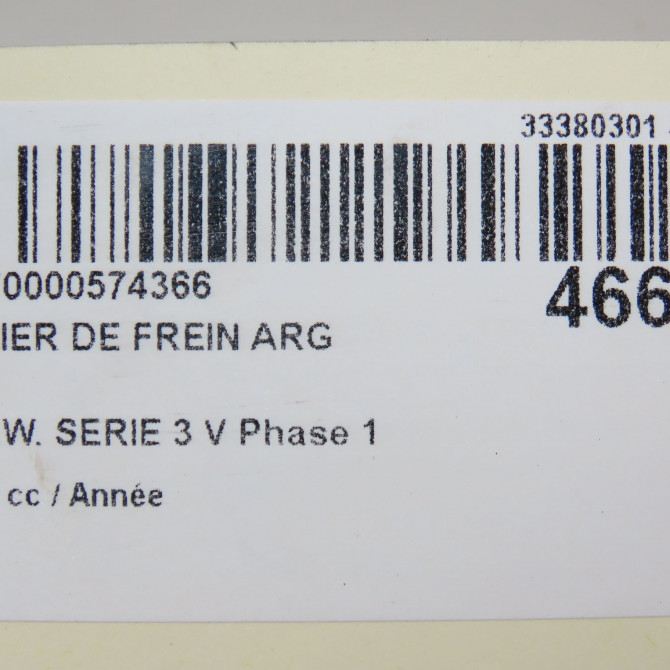 33380301
0000574366
466
IER DE FREIN ARG
W. SERIE 3 V Phase 1
cc / Année